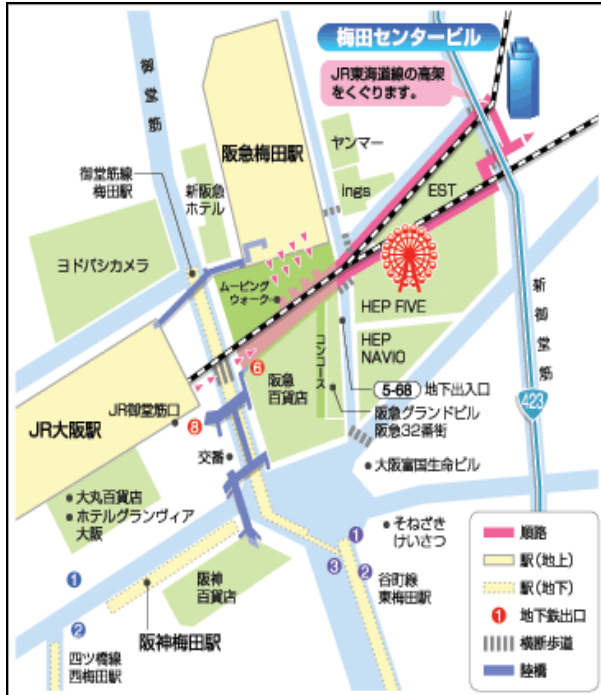 梅田センタービル
JR東海道線の高架
をくぐります。
御堂筋
阪急梅田駅
ヤンマー
御堂筋線
梅田駅
新阪急
ホテル
ings
EST
ヨドバシカメラ
ムービング
ウォーク
HEP FIVE
新御堂筋
HEP
NAVIO
コンコース
6
阪急
百貨店
5-68 地下出入口
423
JR御堂筋口
8
阪急グランドビル
阪急32番街
JR大阪駅
交番
大阪富国生命ビル
大丸百貨店
ホテルグランヴィア
大阪
そねざき
けいさつ
1
3
2
1
阪神
百貨店
谷町線
東梅田駅
2
阪神梅田駅
四ツ橋線
西梅田駅
順路
駅(地上)
駅(地下)
1 地下鉄出口
横断歩道
陸橋